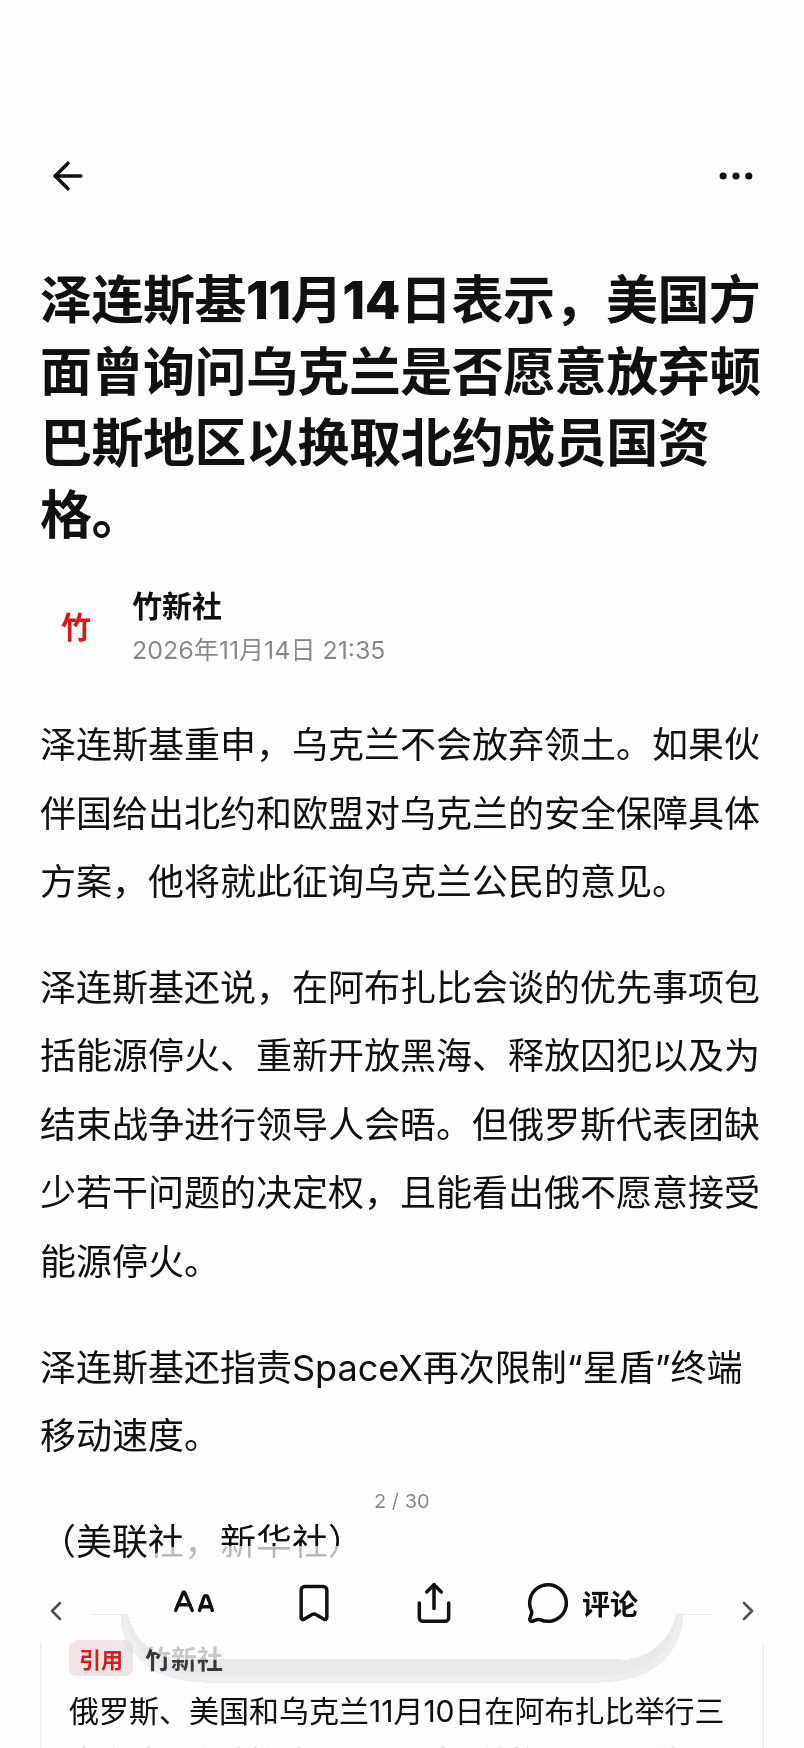 泽连斯基11月14日表示，美国方
面曾询问乌克兰是否愿意放弃顿
巴斯地区以换取北约成员国资
格。
竹
竹新社
2026年11月14日 21:35
泽连斯基重申，乌克兰不会放弃领土。如果伙
伴国给出北约和欧盟对乌克兰的安全保障具体
方案，他将就此征询乌克兰公民的意见。
泽连斯基还说，在阿布扎比会谈的优先事项包
括能源停火、重新开放黑海、释放囚犯以及为
结束战争进行领导人会晤。但俄罗斯代表团缺
少若干问题的决定权，且能看出俄不愿意接受
能源停火。
泽连斯基还指责SpaceX再次限制“星盾”终端
移动速度。
2 / 30
（美联社，新华社）
AA
评论
引用 竹新社
俄罗斯、美国和乌克兰11月10日在阿布扎比举行三